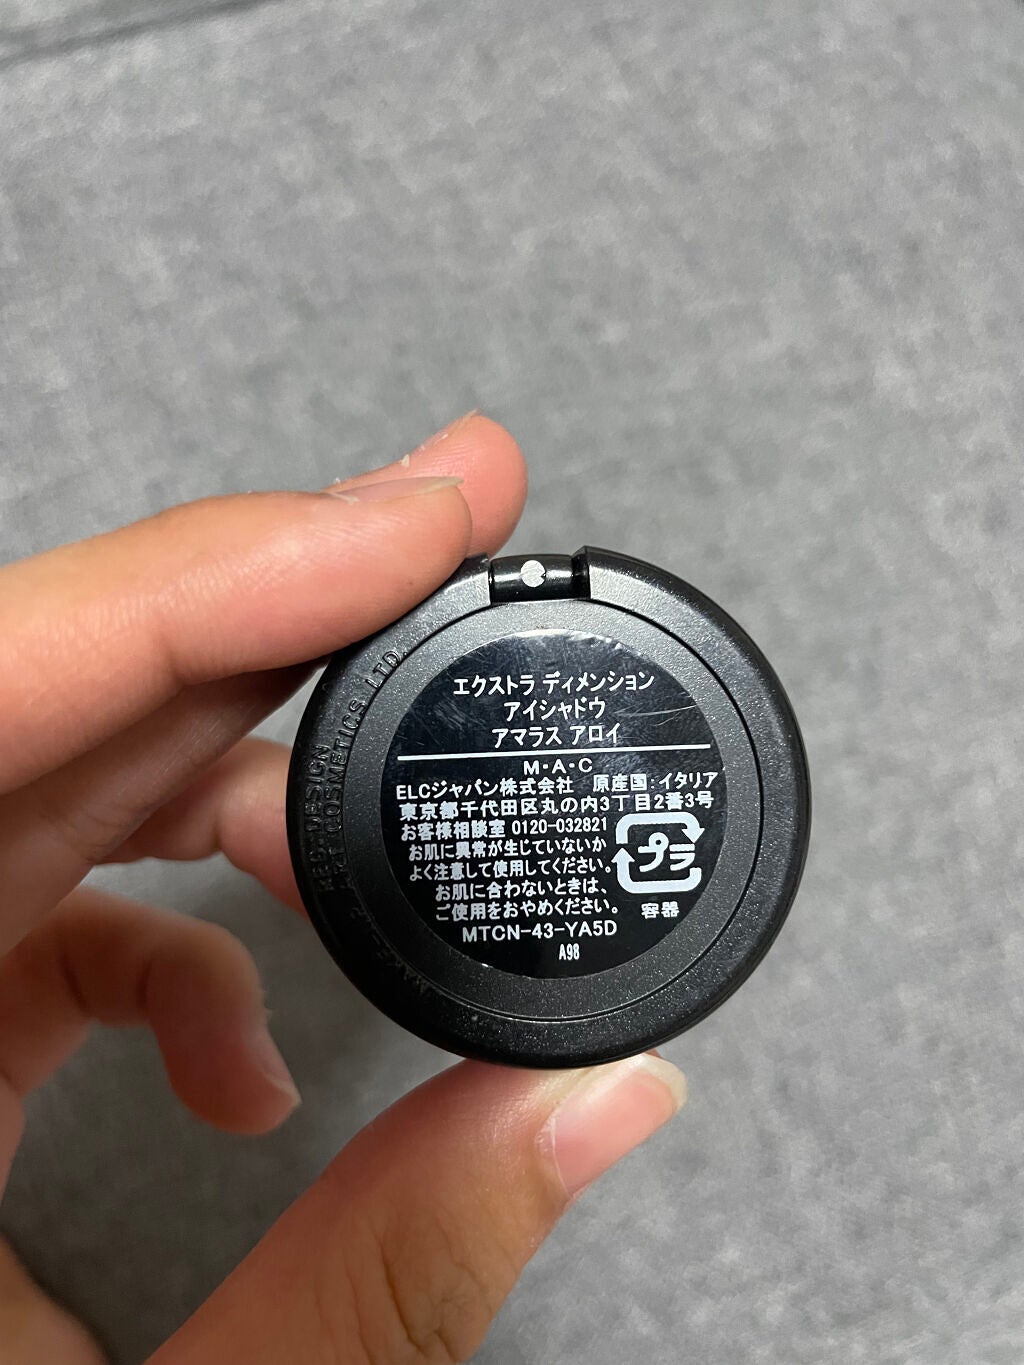 エクストラ ディメンション
アイシャドウ
アマラス アロイ
M・A・C
ELCジャパン株式会社 原産国：イタリア
東京都千代田区丸の内3丁目2番3号
お客様相談室 0120-032821
お肌に異常が生じていないか
よく注意して使用してください。
お肌に合わないときは、
ご使用をおやめください。
プラ
容器
MTCN-43-YA5D
A98
REG. DESIGN
ART COSMETICS, LTD.